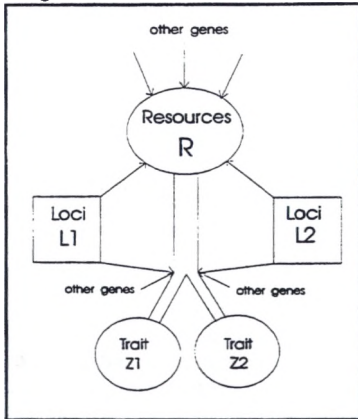 other genes
Resources
R
Loci
L1
Loci
L2
other genes
other genes
Trait
Z1
Trait
Z2